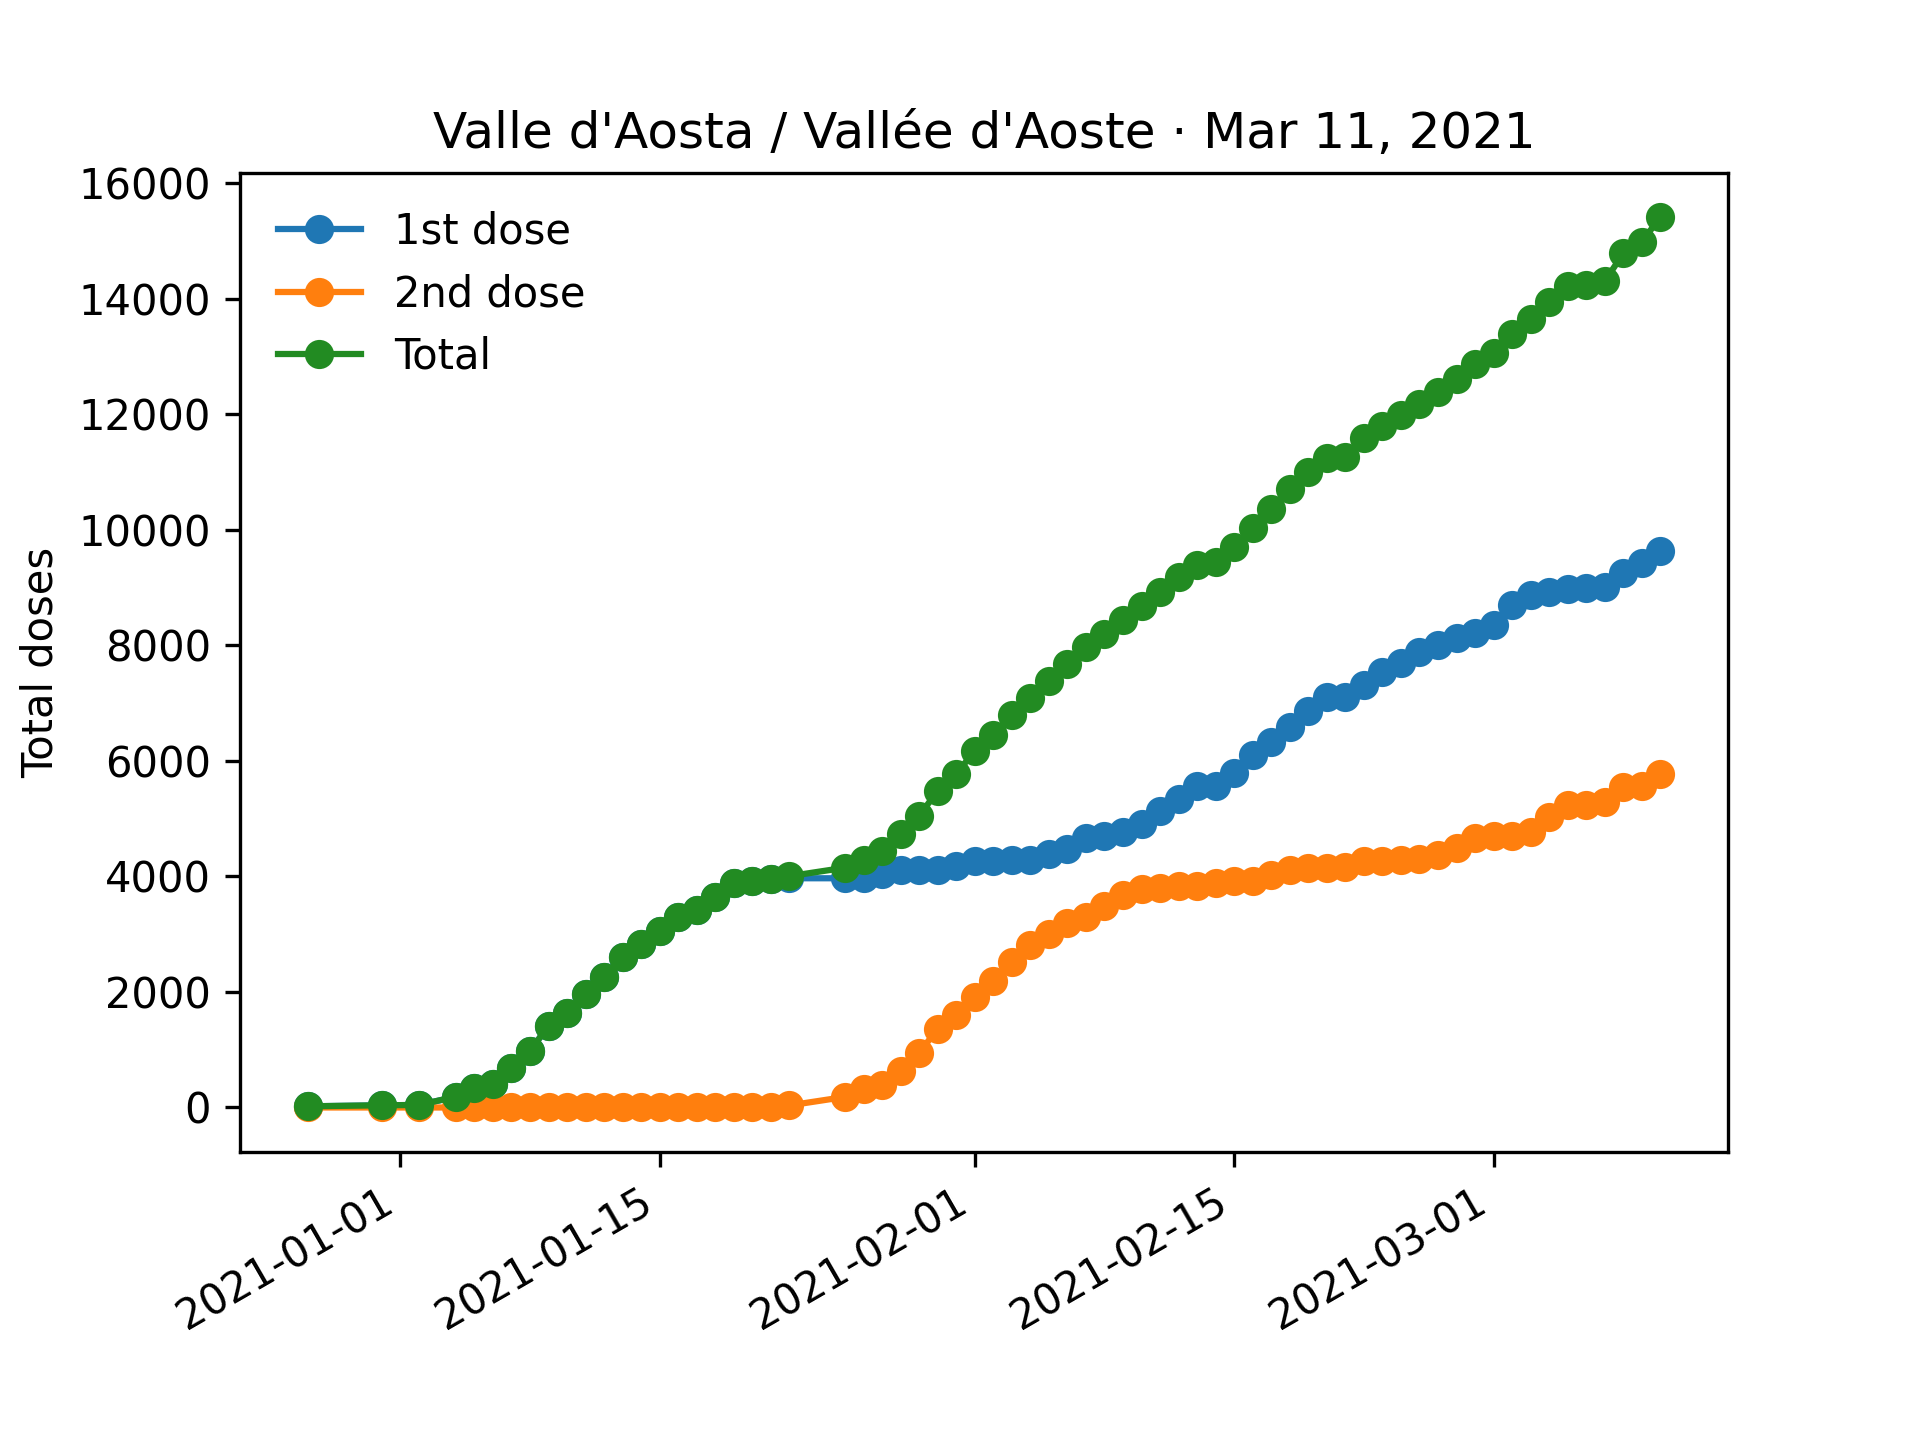 Valle d'Aosta / Vallée d'Aoste · Mar 11, 2021
16000
14000
12000
10000
8000
6000
4000
2000
0
Total doses
1st dose
2nd dose
Total
2021-01-01
2021-01-15
2021-02-01
2021-02-15
2021-03-01